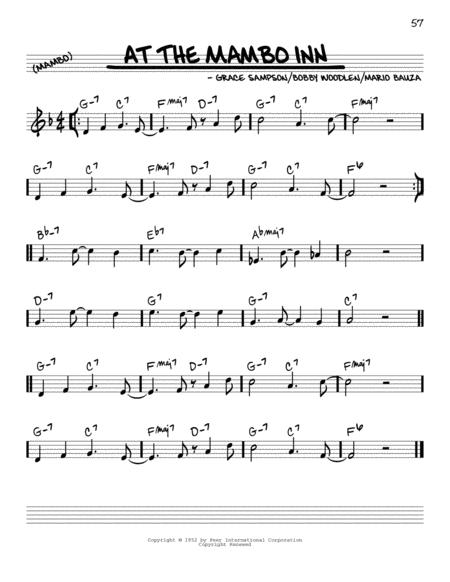 57
(MAMBO)
AT THE MAMBO INN
- GRACE SAMPSON/BOBBY WOODLEN/MARIO BAUZA
G-7 C7 Fmaj7 D-7 G-7 C7 Fmaj7
G-7 C7 Fmaj7 D-7 G-7 C7 F6
Bb-7 Eb7 Abmaj7
D-7 G7 G-7 C7
G-7 C7 Fmaj7 D-7 G-7 C7 Fmaj7
G-7 C7 Fmaj7 D-7 G-7 C7 F6
Copyright © 1952 by Peer International Corporation
Copyright Renewed